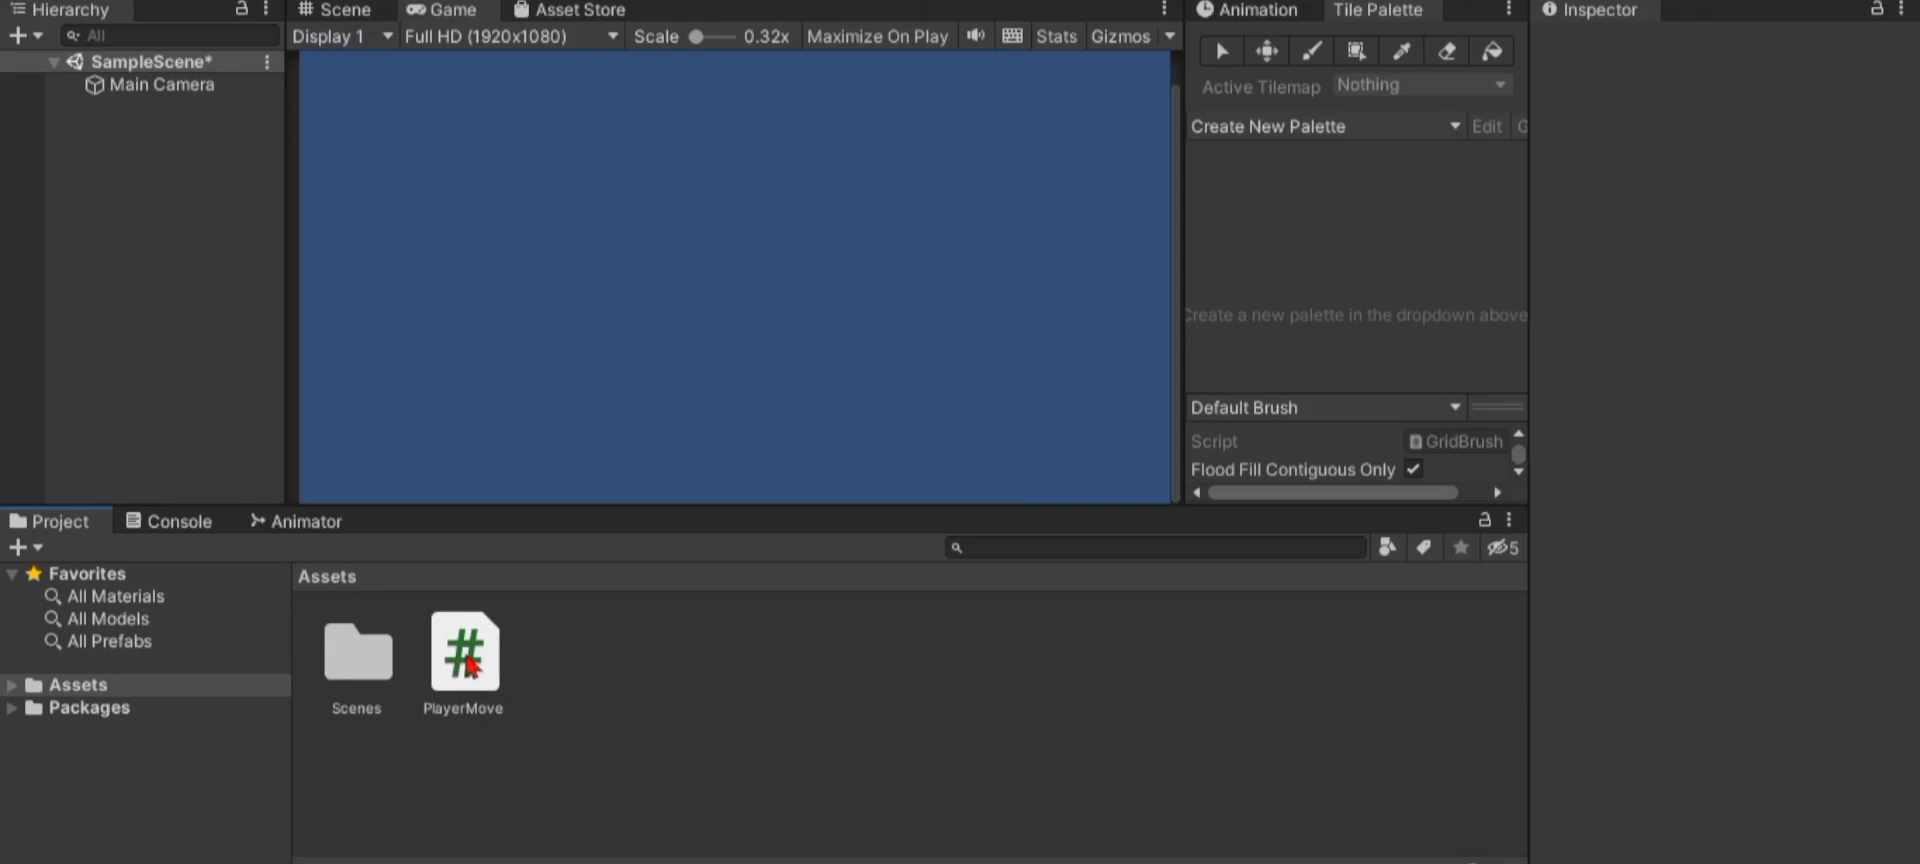 Hierarchy
All
SampleScene*
Main Camera
Scene Game Asset Store
Display 1 Full HD (1920x1080) Scale 0.32x Maximize On Play Stats Gizmos
Animation Tile Palette
Active Tilemap Nothing
Create New Palette Edit G
Create a new palette in the dropdown above
Default Brush
Script GridBrush
Flood Fill Contiguous Only
Inspector
Project Console Animator
5
Favorites
All Materials
All Models
All Prefabs
Assets
Packages
Assets
Scenes PlayerMove